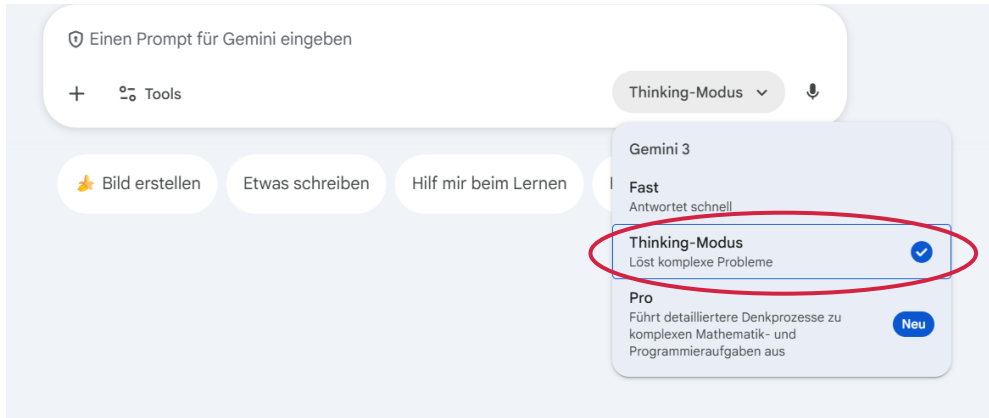 Einen Prompt für Gemini eingeben
Tools
Thinking-Modus
Gemini 3
Bild erstellen
Etwas schreiben
Hilf mir beim Lernen
Fast
Antwortet schnell
Thinking-Modus
Löst komplexe Probleme
Pro
Führt detailliertere Denkprozesse zu
komplexen Mathematik- und
Programmieraufgaben aus
Neu